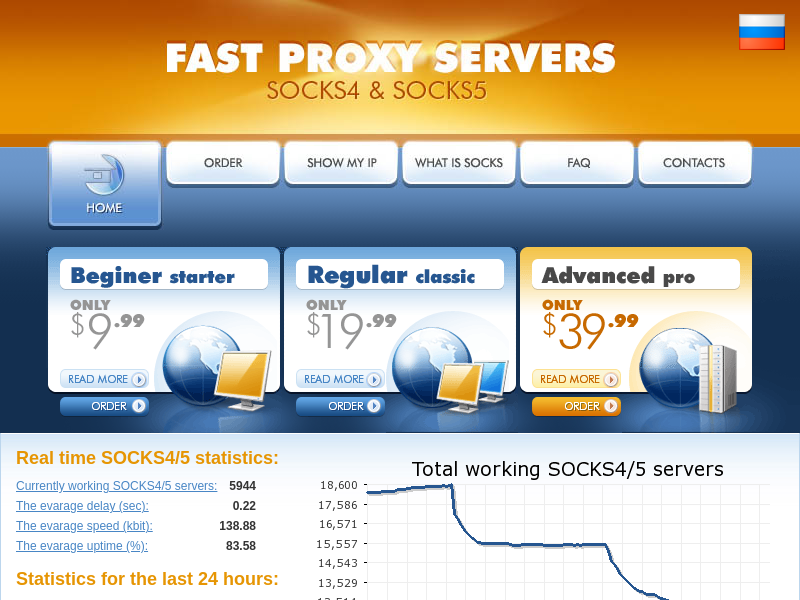 FAST PROXY SERVERS
SOCKS4 & SOCKS5
HOME
ORDER
SHOW MY IP
WHAT IS SOCKS
FAQ
CONTACTS
Beginer starter
ONLY
$9.99
READ MORE
ORDER
Regular classic
ONLY
$19.99
READ MORE
ORDER
Advanced pro
ONLY
$39.99
READ MORE
ORDER
Real time SOCKS4/5 statistics:
Currently working SOCKS4/5 servers: 5944
The evarage delay (sec): 0.22
The evarage speed (kbit): 138.88
The evarage uptime (%): 83.58
Statistics for the last 24 hours:
Total working SOCKS4/5 servers
18,600
17,586
16,571
15,557
14,543
13,529